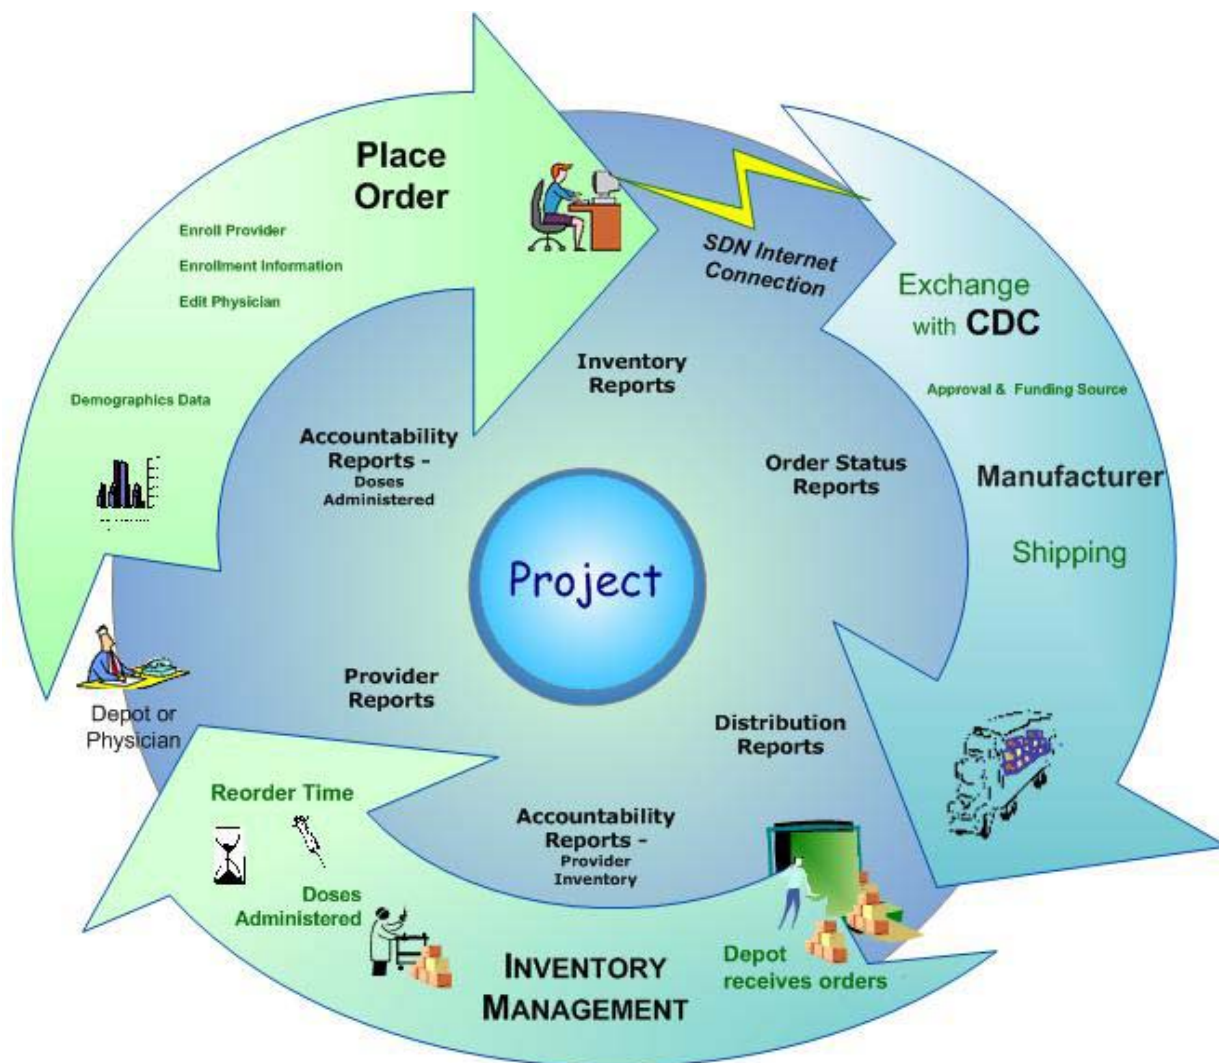 Place
Order
Enroll Provider
Enrollment Information
Edit Physician
Demographics Data
SDN Internet
Connection
Exchange
with CDC
Approval & Funding Source
Manufacturer
Shipping
Inventory
Reports
Accountability
Reports -
Doses
Administered
Order Status
Reports
Project
Provider
Reports
Distribution
Reports
Accountability
Reports -
Provider
Inventory
Depot or
Physician
Reorder Time
Doses
Administered
INVENTORY
MANAGEMENT
Depot
receives orders